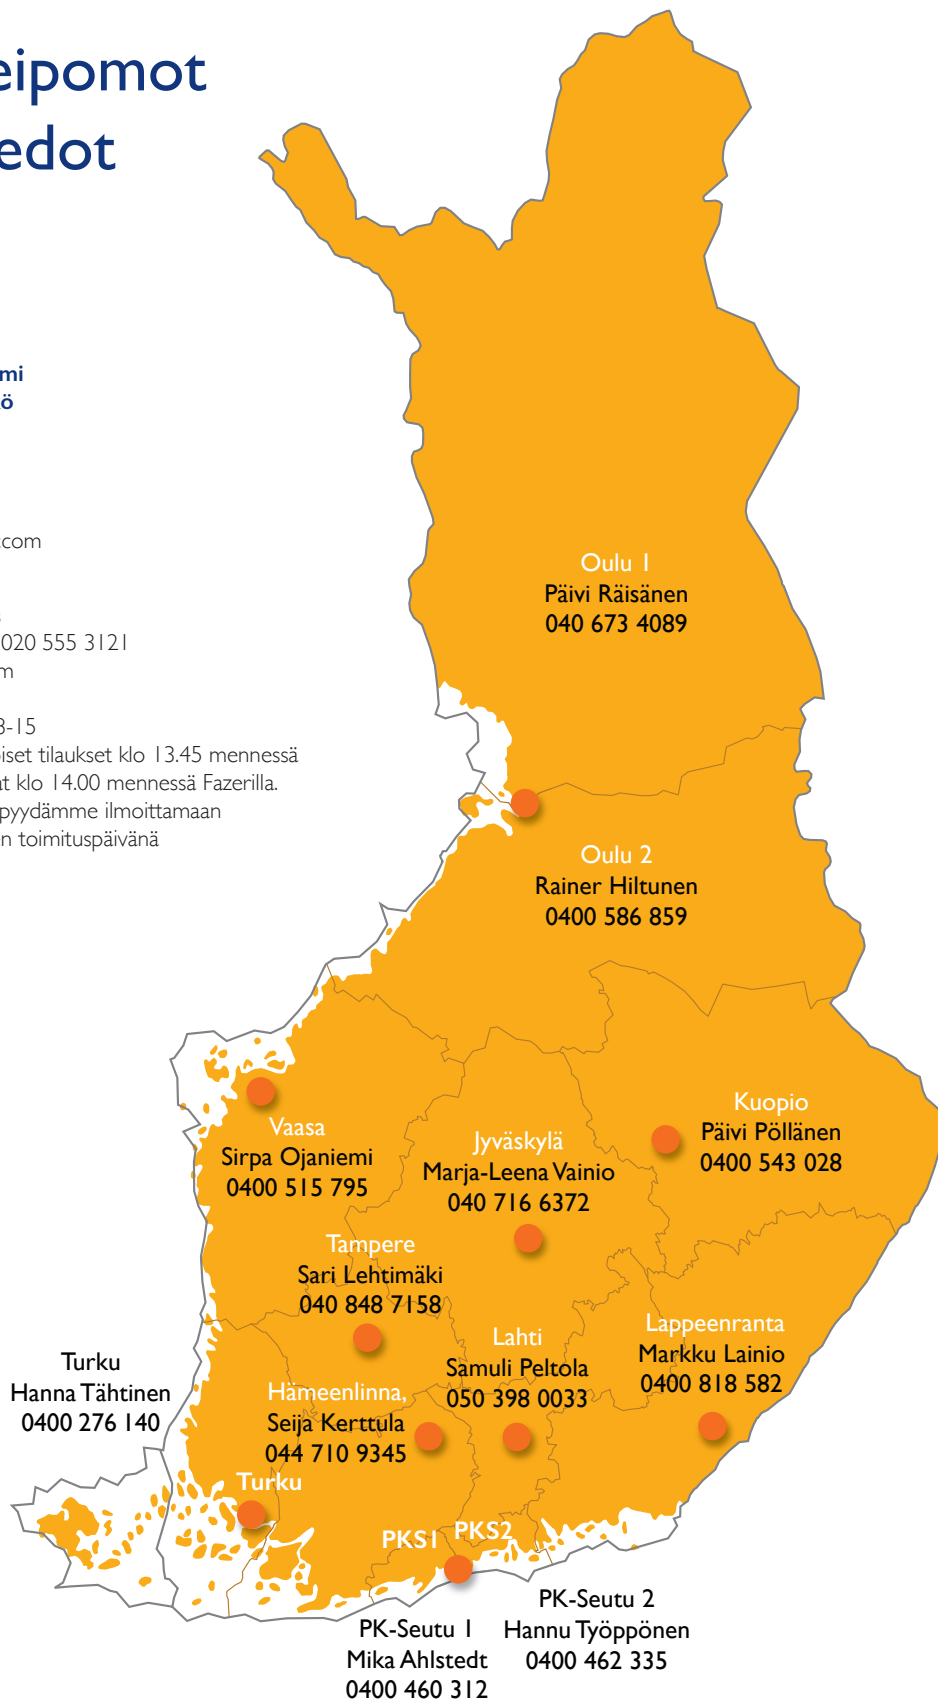 eipomot
edot
mi
ö
com
020 555 3121
m
3-15
iset tilaukset klo 13.45 mennessä
at klo 14.00 mennessä Fazerilla.
pyydämme ilmoittamaan
en toimituspäivänä
Oulu 1
Päivi Räisänen
040 673 4089
Oulu 2
Rainer Hiltunen
0400 586 859
Vaasa
Sirpa Ojaniemi
0400 515 795
Jyväskylä
Marja-Leena Vainio
040 716 6372
Kuopio
Päivi Pöllänen
0400 543 028
Tampere
Sari Lehtimäki
040 848 7158
Lahti
Samuli Peltola
050 398 0033
Lappeenranta
Markku Lainio
0400 818 582
Turku
Hanna Tähtinen
0400 276 140
Hämeenlinna,
Seija Kerttula
044 710 9345
Turku
PKS1
PKS2
PK-Seutu 1
Mika Ahlstedt
0400 460 312
PK-Seutu 2
Hannu Työppönen
0400 462 335